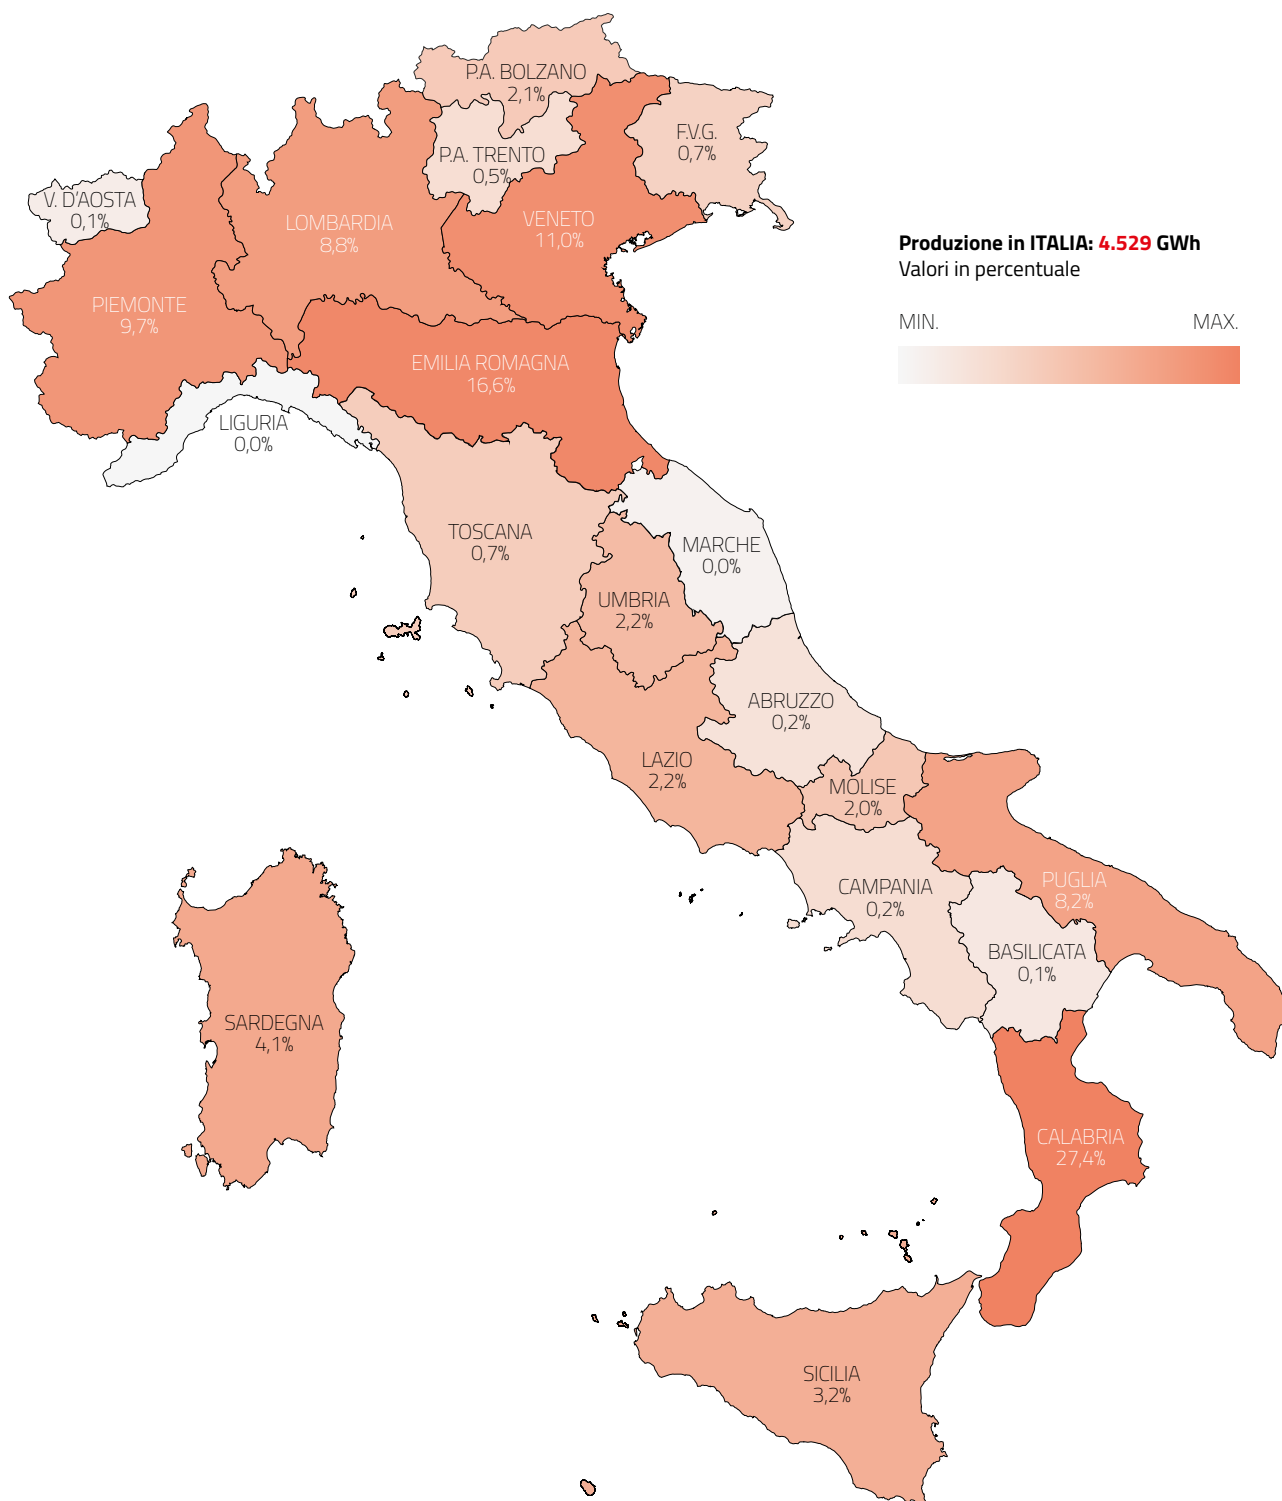 P.A. BOLZANO
2,1%
F.V.G.
0,7%
P.A. TRENTO
0,5%
V. D'AOSTA
0,1%
LOMBARDIA
8,8%
VENETO
11,0%
Produzione in ITALIA: 4.529 GWh
Valori in percentuale
MIN. MAX.
PIEMONTE
9,7%
EMILIA ROMAGNA
16,6%
LIGURIA
0,0%
TOSCANA
0,7%
MARCHE
0,0%
UMBRIA
2,2%
ABRUZZO
0,2%
LAZIO
2,2%
MOLISE
2,0%
CAMPANIA
0,2%
PUGLIA
8,2%
BASILICATA
0,1%
SARDEGNA
4,1%
CALABRIA
27,4%
SICILIA
3,2%